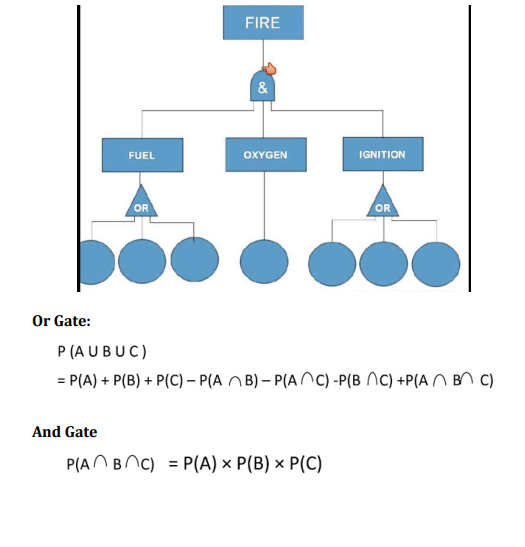 FIRE
&
FUEL OXYGEN IGNITION
OR OR
Or Gate:
P (A U B U C)
= P(A) + P(B) + P(C) – P(A ∩ B) – P(A ∩ C) -P(B ∩ C) +P(A ∩ B ∩ C)
And Gate
P(A ∩ B ∩ C) = P(A) × P(B) × P(C)